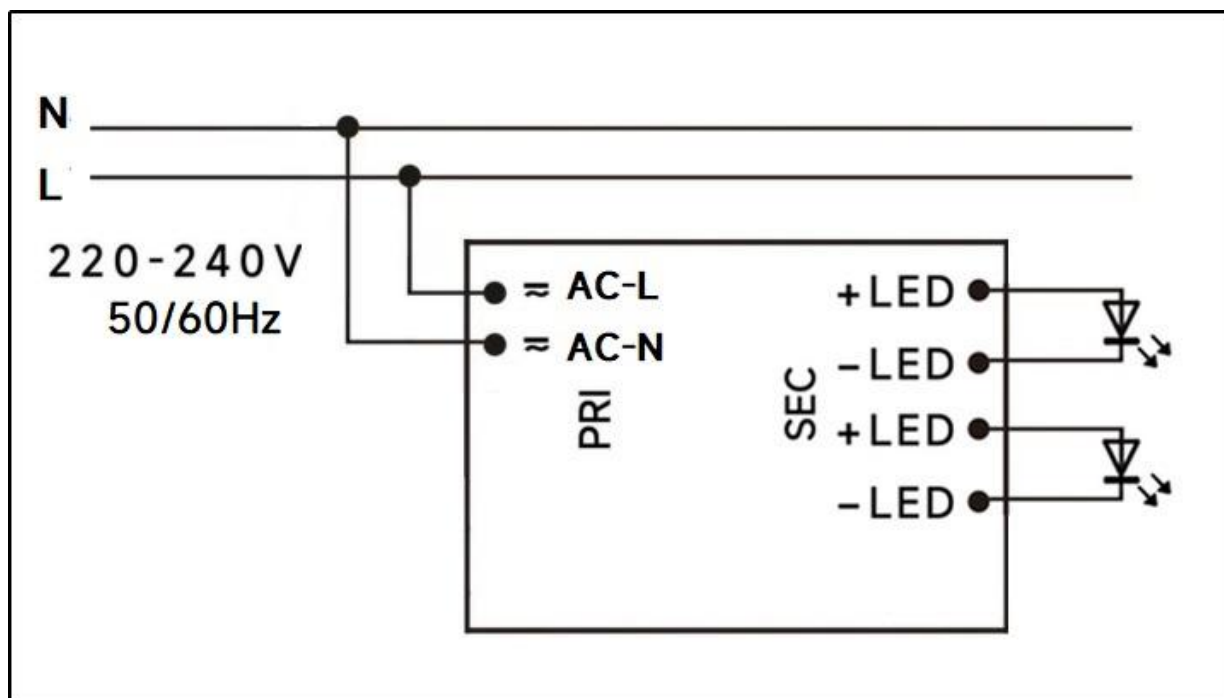 N
L
220-240V
50/60Hz
AC-L
AC-N
PRI
SEC
+LED
-LED
+LED
-LED